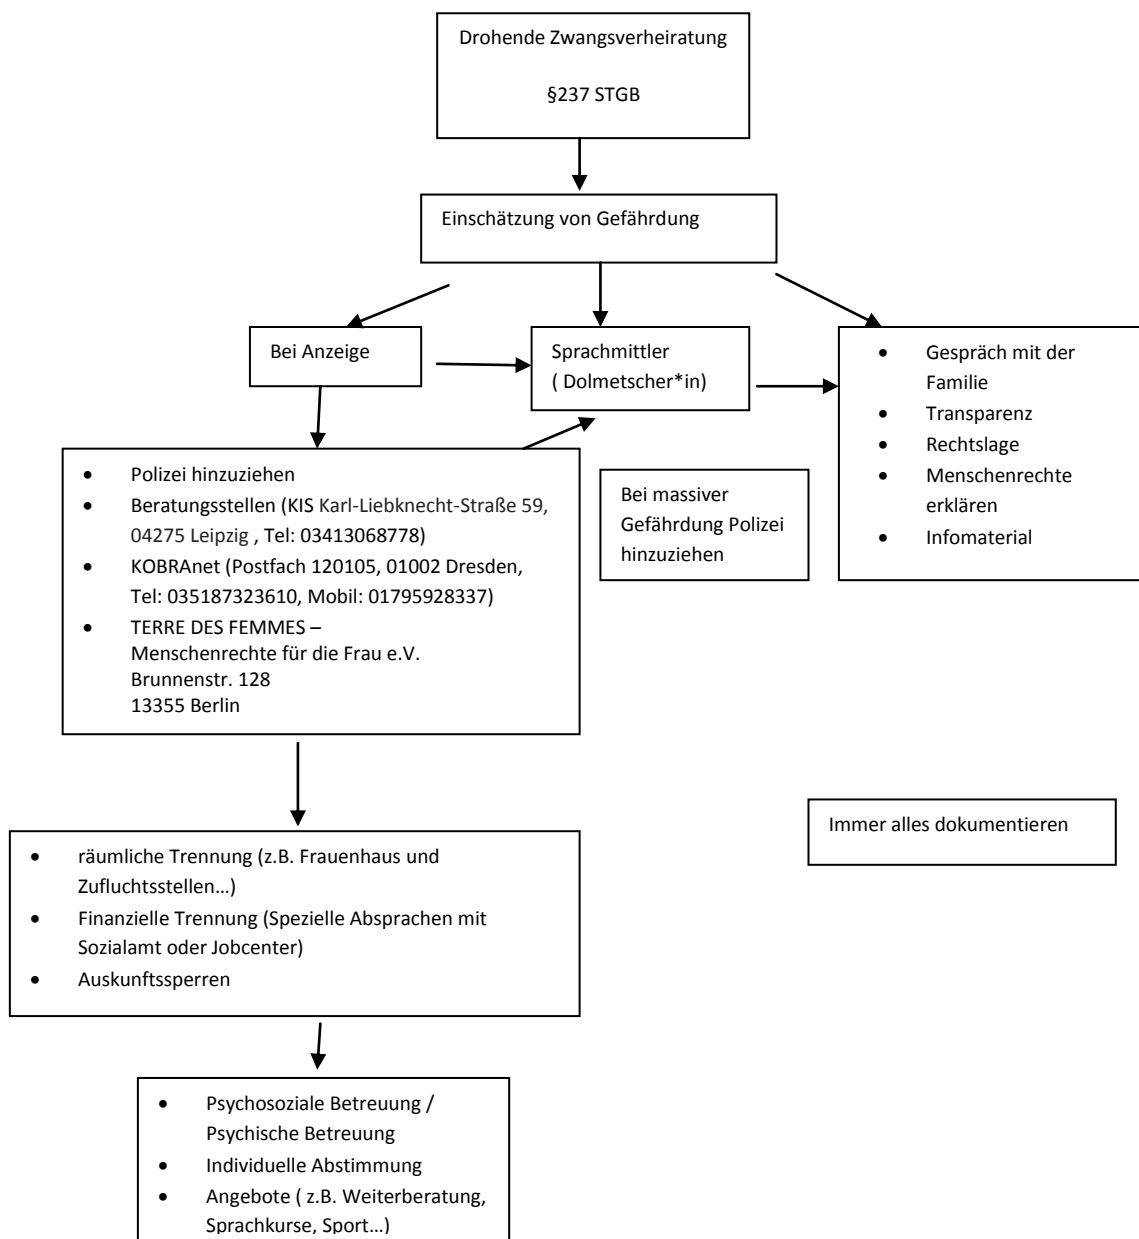 Drohende Zwangsverheiratung
§237 STGB
Einschätzung von Gefährdung
Bei Anzeige
Sprachmittler
( Dolmetscher*in)
• Gespräch mit der
Familie
• Transparenz
• Rechtslage
• Menschenrechte
erklären
• Infomaterial
• Polizei hinzuziehen
• Beratungsstellen (KIS Karl-Liebknecht-Straße 59,
04275 Leipzig , Tel: 03413068778)
• KOBRAnet (Postfach 120105, 01002 Dresden,
Tel: 035187323610, Mobil: 01795928337)
• TERRE DES FEMMES –
Menschenrechte für die Frau e.V.
Brunnenstr. 128
13355 Berlin
Bei massiver
Gefährdung Polizei
hinzuziehen
Immer alles dokumentieren
• räumliche Trennung (z.B. Frauenhaus und
Zufluchtsstellen…)
• Finanzielle Trennung (Spezielle Absprachen mit
Sozialamt oder Jobcenter)
• Auskunftssperren
• Psychosoziale Betreuung /
Psychische Betreuung
• Individuelle Abstimmung
• Angebote ( z.B. Weiterberatung,
Sprachkurse, Sport…)